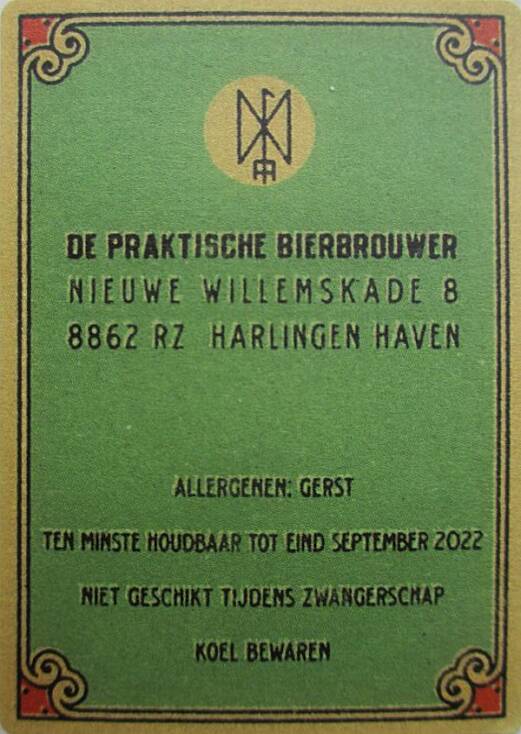 DE PRAKTISCHE BIERBROUWER
NIEUWE WILLEMSKADE 8
8862 RZ HARLINGEN HAVEN
ALLERGENEN: GERST
TEN MINSTE HOUDBAAR TOT EIND SEPTEMBER 2022
NIET GESCHIKT TIJDENS ZWANGERSCHAP
KOEL BEWAREN